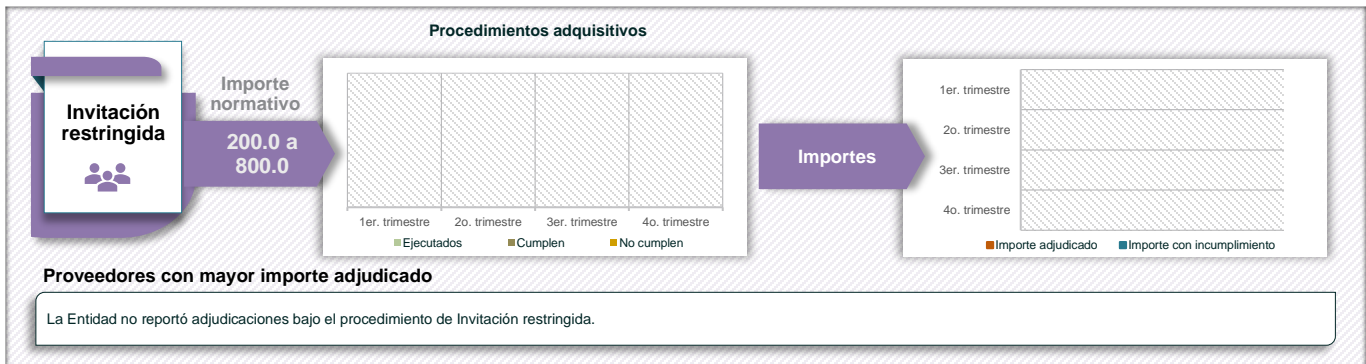 Procedimientos adquisitivos
Invitación
restringida
Importe
normativo
200.0 a
800.0
1er. trimestre 2o. trimestre 3er. trimestre 4o. trimestre
Ejecutados Cumplen No cumplen
Importes
1er. trimestre
2o. trimestre
3er. trimestre
4o. trimestre
Importe adjudicado Importe con incumplimiento
Proveedores con mayor importe adjudicado
La Entidad no reportó adjudicaciones bajo el procedimiento de Invitación restringida.